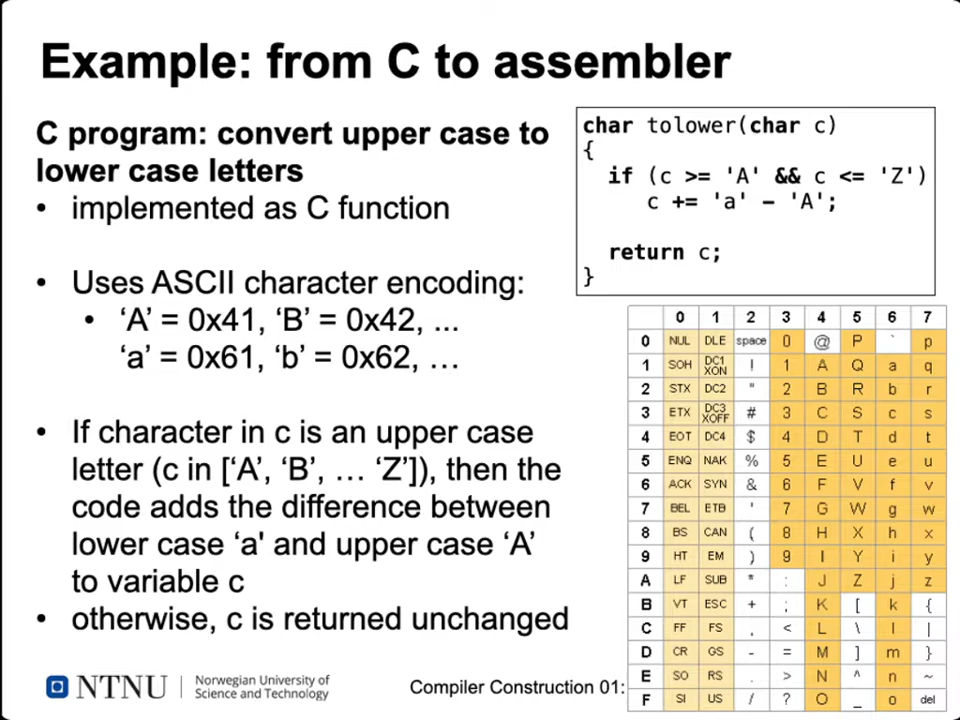 Example: from C to assembler
C program: convert upper case to
lower case letters
• implemented as C function
• Uses ASCII character encoding:
• ‘A’ = 0x41, ‘B’ = 0x42, ...
‘a’ = 0x61, ‘b’ = 0x62, …
• If character in c is an upper case
letter (c in [‘A’, ‘B’, … ‘Z’]), then the
code adds the difference between
lower case ‘a' and upper case ‘A’
to variable c
• otherwise, c is returned unchanged
char tolower(char c)
{
if (c >= 'A' && c <= 'Z')
c += 'a' – 'A';
return c;
}
0 1 2 3 4 5 6 7
0 NUL DLE space 0 @ P ` p
1 SOH DC1 XON ! 1 A Q a q
2 STX DC2 " 2 B R b r
3 ETX DC3 XOFF # 3 C S c s
4 EOT DC4 $ 4 D T d t
5 ENQ NAK % 5 E U e u
6 ACK SYN & 6 F V f v
7 BEL ETB ' 7 G W g w
8 BS CAN ( 8 H X h x
9 HT EM ) 9 I Y i y
A LF SUB * : J Z j z
B VT ESC + ; K [ k {
C FF FS , < L \ l |
D CR GS - = M ] m }
E SO RS . > N ^ n ~
F SI US / ? O _ o del
NTNU
Norwegian University of
Science and Technology
Compiler Construction 01: